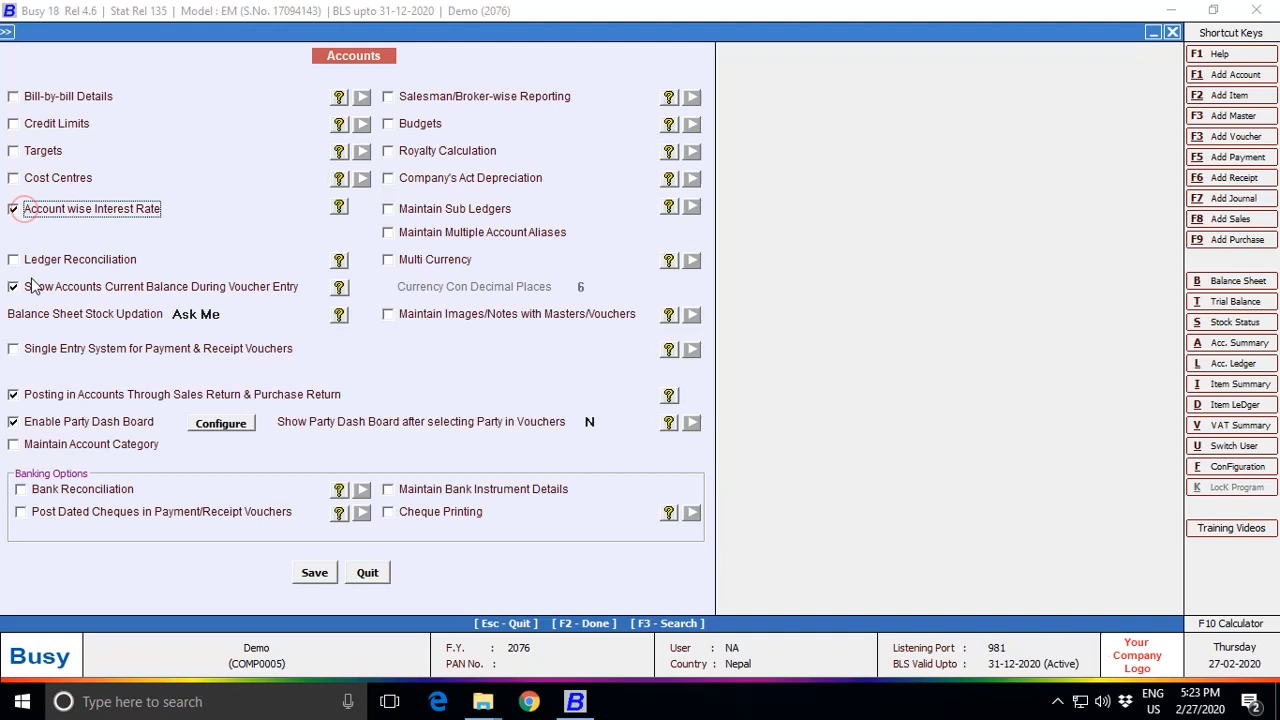 Busy 18 Rel 4.6 | Stat Rel 135 | Model : EM (S.No. 17094143) | BLS upto 31-12-2020 | Demo (2076)
>>
Shortcut Keys
Accounts
Bill-by-bill Details
Credit Limits
Targets
Cost Centres
Account wise Interest Rate
Ledger Reconciliation
Show Accounts Current Balance During Voucher Entry
Balance Sheet Stock Updation Ask Me
Single Entry System for Payment & Receipt Vouchers
Posting in Accounts Through Sales Return & Purchase Return
Enable Party Dash Board Configure Show Party Dash Board after selecting Party in Vouchers N
Maintain Account Category
Salesman/Broker-wise Reporting
Budgets
Royalty Calculation
Company's Act Depreciation
Maintain Sub Ledgers
Maintain Multiple Account Aliases
Multi Currency
Currency Con Decimal Places 6
Maintain Images/Notes with Masters/Vouchers
Banking Options
Bank Reconciliation
Maintain Bank Instrument Details
Post Dated Cheques in Payment/Receipt Vouchers
Cheque Printing
Save Quit
F1 Help
F1 Add Account
F2 Add Item
F3 Add Master
F3 Add Voucher
F5 Add Payment
F6 Add Receipt
F7 Add Journal
F8 Add Sales
F9 Add Purchase
B Balance Sheet
T Trial Balance
S Stock Status
A Acc. Summary
L Acc. Ledger
I Item Summary
D Item LeDger
V VAT Summary
U Switch User
F ConFiguration
K LocK Program
Training Videos
[ Esc - Quit ] [ F2 - Done ] [ F3 - Search ]
F10 Calculator
Busy
Demo
(COMP0005)
F.Y. : 2076
PAN No. :
User : NA
Country : Nepal
Listening Port : 981
BLS Valid Upto : 31-12-2020 (Active)
Your
Company
Logo
Thursday
27-02-2020
Type here to search
ENG
US
5:23 PM
2/27/2020
2